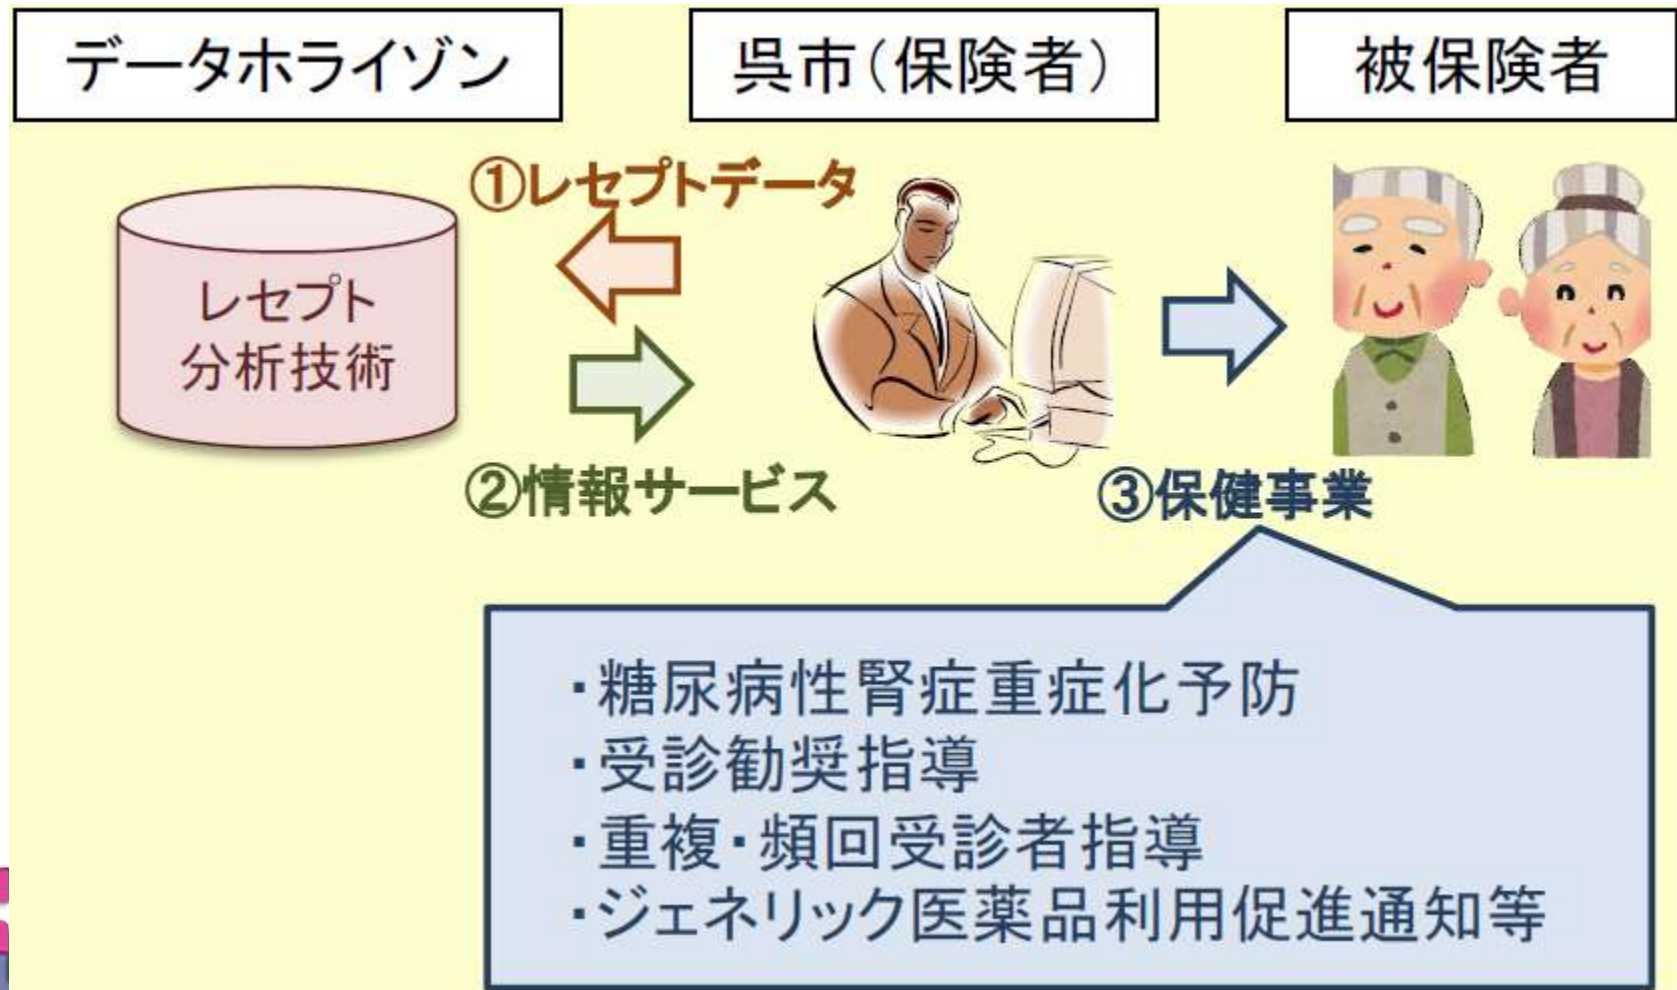 データホライゾン
呉市(保険者)
被保険者
①レセプトデータ
レセプト
分析技術
②情報サービス
③保健事業
・糖尿病性腎症重症化予防
・受診勧奨指導
・重複・頻回受診者指導
・ジェネリック医薬品利用促進通知等